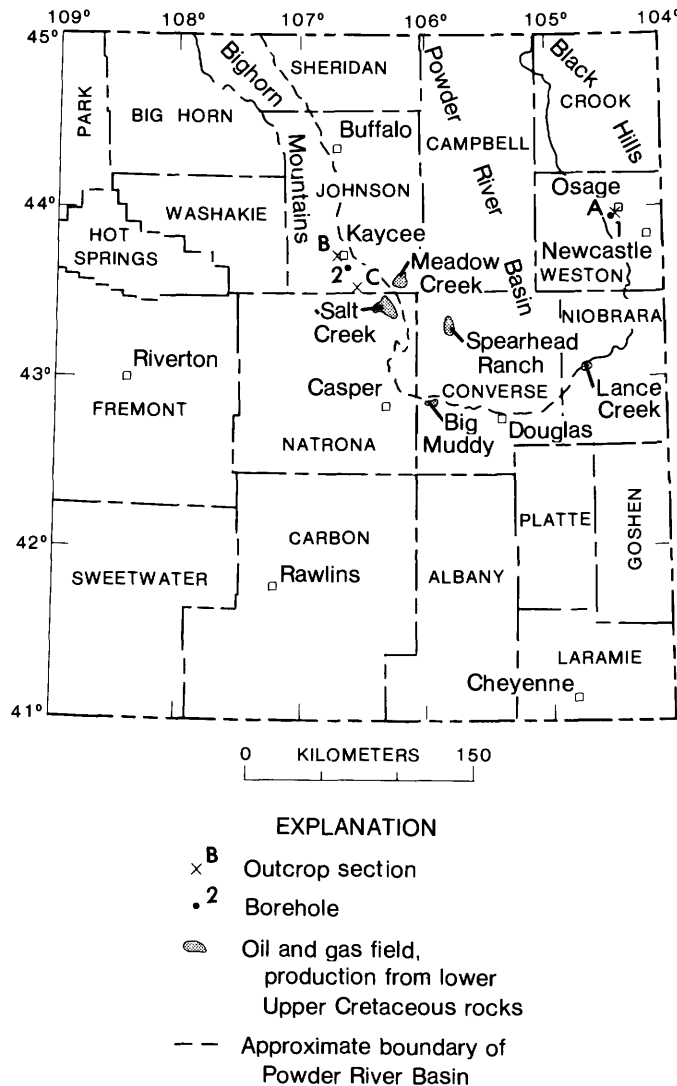 109°
108°
107°
106°
105°
104°
45°
44°
43°
42°
41°
PARK
BIG HORN
Bighorn
Mountains
SHERIDAN
Buffalo
JOHNSON
Powder
River
Basin
CAMPBELL
Black
Hills
CROOK
WASHAKIE
HOT
SPRINGS
B
Kaycee
2
C
Meadow
Creek
Salt
Creek
Osage
A
1
Newcastle
WESTON
NIOBRARA
Spearhead
Ranch
Riverton
FREMONT
Casper
NATRONA
CONVERSE
Big
Muddy
Douglas
Lance
Creek
CARBON
Rawlins
SWEETWATER
ALBANY
PLATTE
GOSHEN
LARAMIE
Cheyenne
0 KILOMETERS 150
EXPLANATION
× B Outcrop section
• 2 Borehole
Oil and gas field,
production from lower
Upper Cretaceous rocks
Approximate boundary of
Powder River Basin